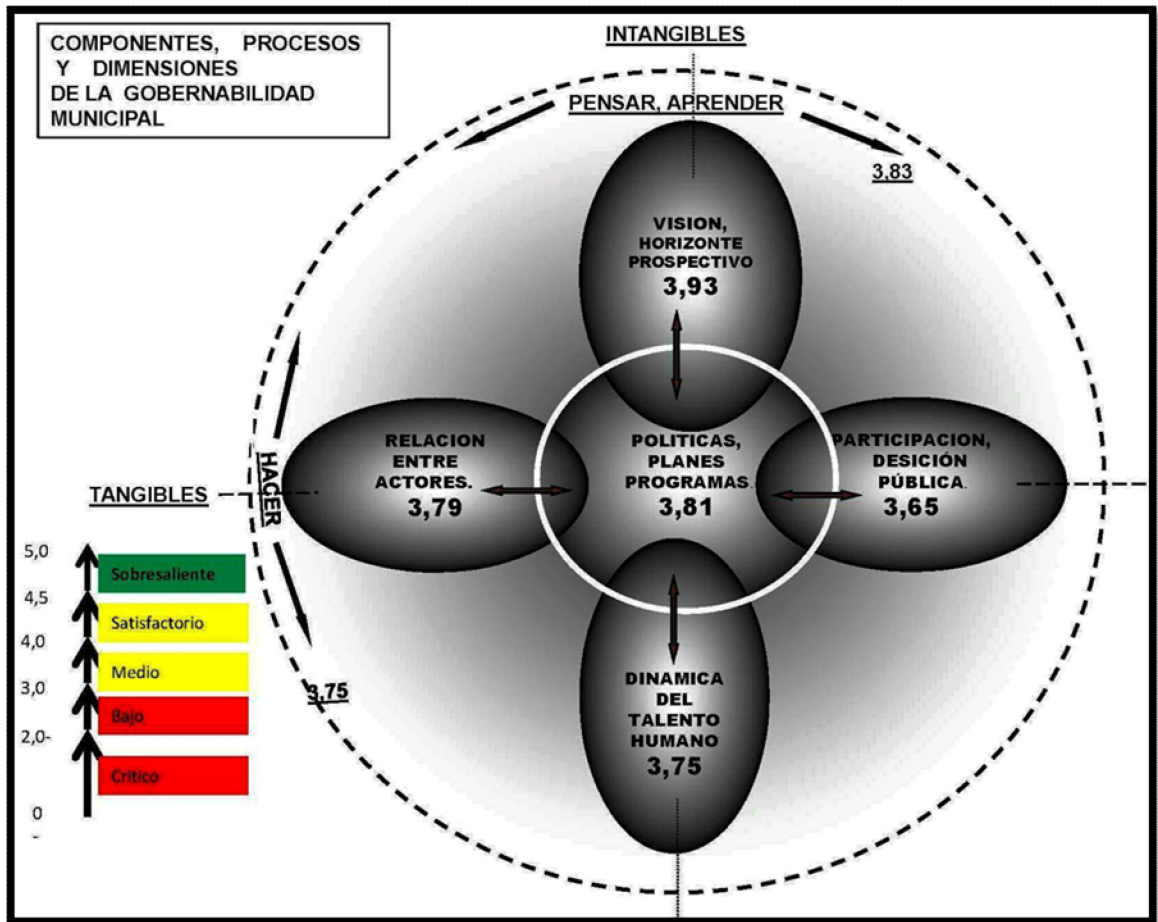 COMPONENTES, PROCESOS
Y DIMENSIONES
DE LA GOBERNABILIDAD
MUNICIPAL
INTANGIBLES
PENSAR, APRENDER
3,83
VISION,
HORIZONTE
PROSPECTIVO
3,93
RELACION
ENTRE
ACTORES.
3,79
POLITICAS,
PLANES
PROGRAMAS.
3,81
PARTICIPACION,
DESICIÓN
PÚBLICA.
3,65
DINAMICA
DEL
TALENTO
HUMANO
3,75
HACER
3,75
TANGIBLES
5,0
Sobresaliente
4,5
Satisfactorio
4,0
Medio
3,0
Bajo
2,0-
Crítico
0
-